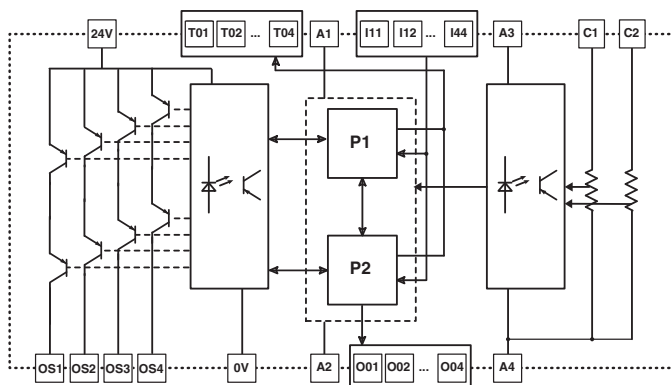 24V T01 T02 ... T04 A1 I11 I12 ... I44 A3 C1 C2
P1
P2
OS1 OS2 OS3 OS4 0V A2 O01 O02 ... O04 A4